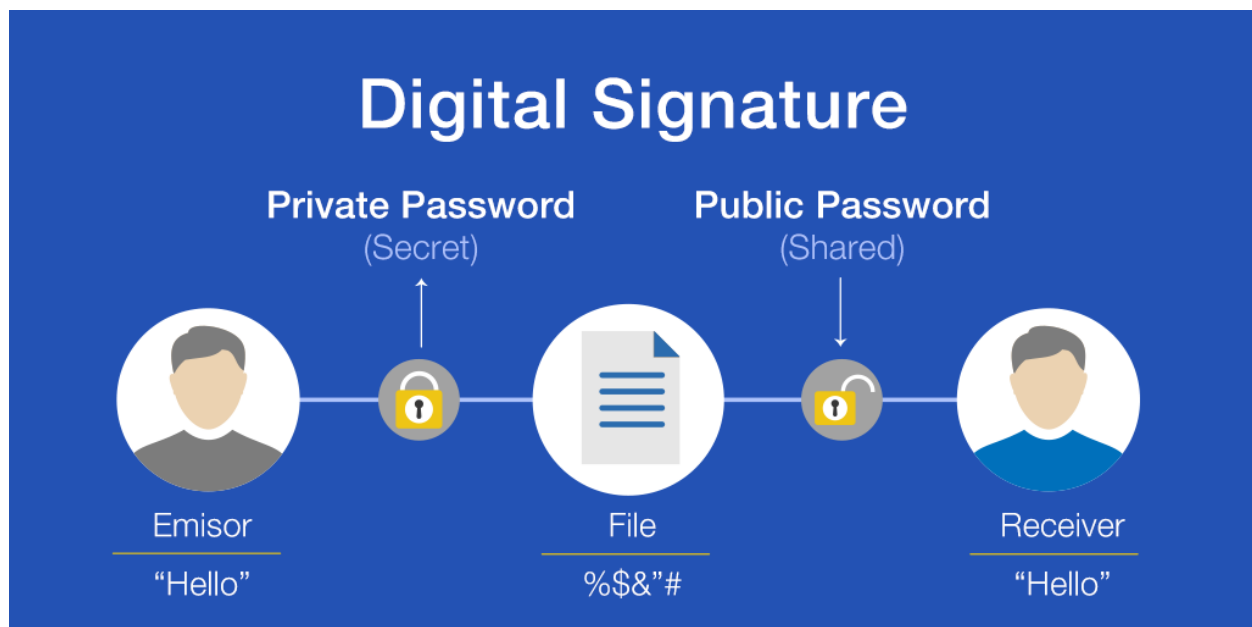 Digital Signature
Private Password
(Secret)
Public Password
(Shared)
Emisor
File
Receiver
“Hello”
%$&”#
“Hello”